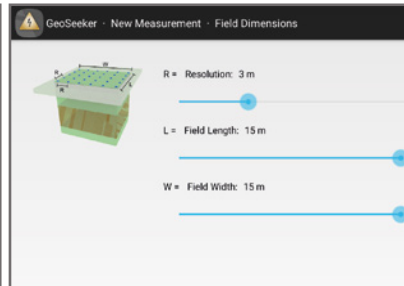 GeoSeeker · New Measurement · Field Dimensions
W
R
L
R
R = Resolution: 3 m
L = Field Length: 15 m
W = Field Width: 15 m